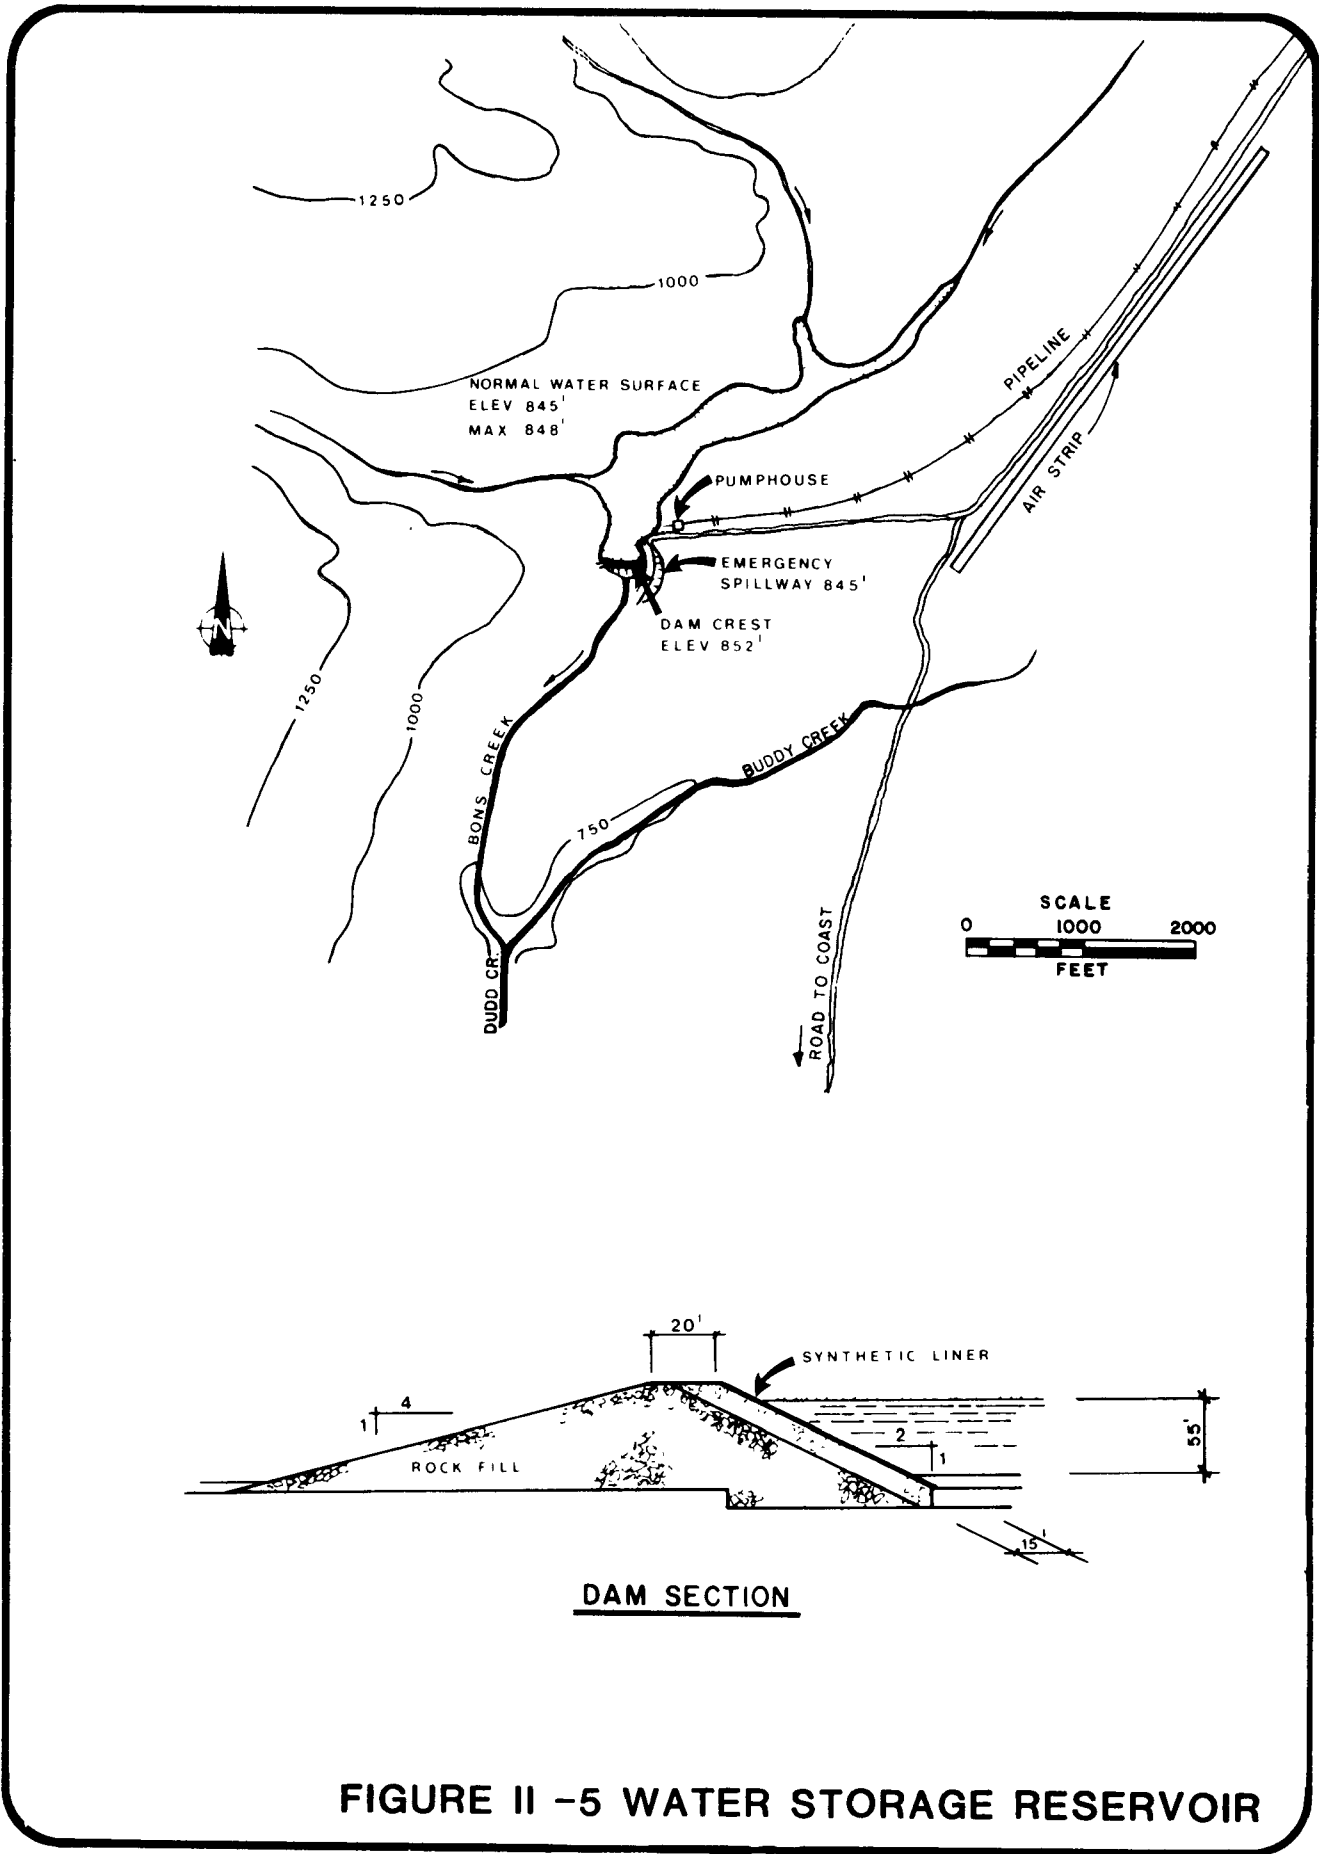 1250
1000
NORMAL WATER SURFACE
ELEV 845'
MAX 848'
PIPELINE
AIR STRIP
PUMPHOUSE
EMERGENCY
SPILLWAY 845'
DAM CREST
ELEV 852'
N
1250
1000
BONS CREEK
BUDDY CREEK
750
DUDD CR.
ROAD TO COAST
SCALE
0 1000 2000
FEET
20'
SYNTHETIC LINER
1 4
ROCK FILL
2
1
55'
15'
DAM SECTION
FIGURE II -5 WATER STORAGE RESERVOIR